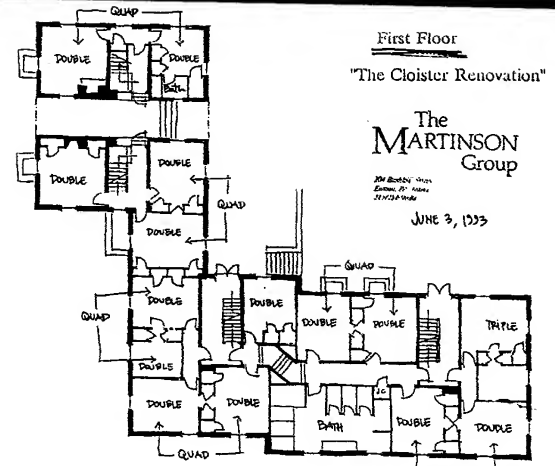 QUAD
First Floor
DOUBLE
DOUBLE
"The Cloister Renovation"
Bath
The
MARTINSON
Group
DOUBLE
DOUBLE
JUNE 3, 1993
QUAD
DOUBLE
QUAD
DOUBLE
DOUBLE
DOUBLE
DOUBLE
TRIPLE
QUAD
DOUBLE
DOUBLE
DOUBLE
DOUBLE
DOUBLE
BATH
QUAD